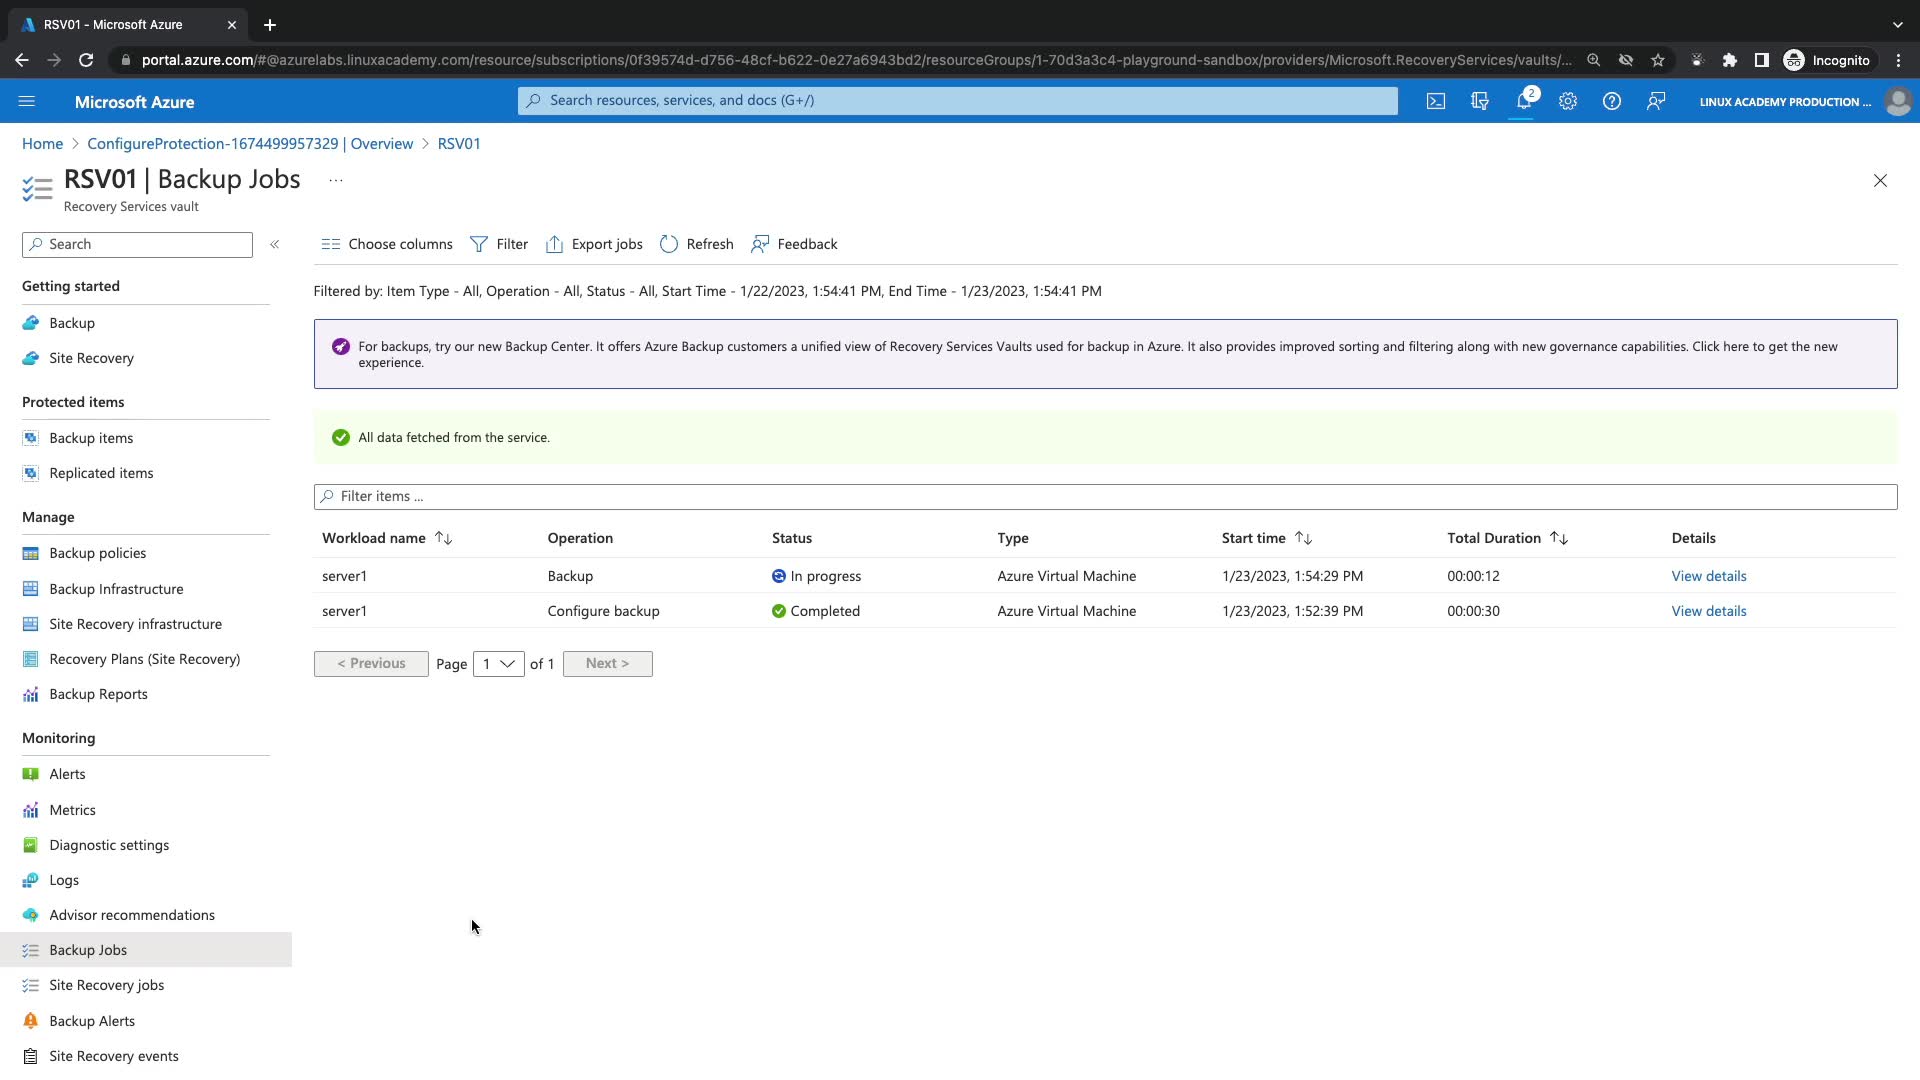 RSV01 - Microsoft Azure
portal.azure.com/#@azurelabs.linuxacademy.com/resource/subscriptions/0f39574d-d756-48cf-b622-0e27a6943bd2/resourceGroups/1-70d3a3c4-playground-sandbox/providers/Microsoft.RecoveryServices/vaults/...
Incognito
Microsoft Azure
Search resources, services, and docs (G+/)
2
LINUX ACADEMY PRODUCTION ...
Home > ConfigureProtection-1674499957329 | Overview > RSV01
RSV01 | Backup Jobs ...
Recovery Services vault
Search
«
Getting started
Backup
Site Recovery
Protected items
Backup items
Replicated items
Manage
Backup policies
Backup Infrastructure
Site Recovery infrastructure
Recovery Plans (Site Recovery)
Backup Reports
Monitoring
Alerts
Metrics
Diagnostic settings
Logs
Advisor recommendations
Backup Jobs
Site Recovery jobs
Backup Alerts
Site Recovery events
Choose columns Filter Export jobs Refresh Feedback
Filtered by: Item Type - All, Operation - All, Status - All, Start Time - 1/22/2023, 1:54:41 PM, End Time - 1/23/2023, 1:54:41 PM
For backups, try our new Backup Center. It offers Azure Backup customers a unified view of Recovery Services Vaults used for backup in Azure. It also provides improved sorting and filtering along with new governance capabilities. Click here to get the new
experience.
All data fetched from the service.
Filter items ...
Workload name Operation Status Type Start time Total Duration Details
server1 Backup In progress Azure Virtual Machine 1/23/2023, 1:54:29 PM 00:00:12 View details
server1 Configure backup Completed Azure Virtual Machine 1/23/2023, 1:52:39 PM 00:00:30 View details
< Previous Page 1 of 1 Next >